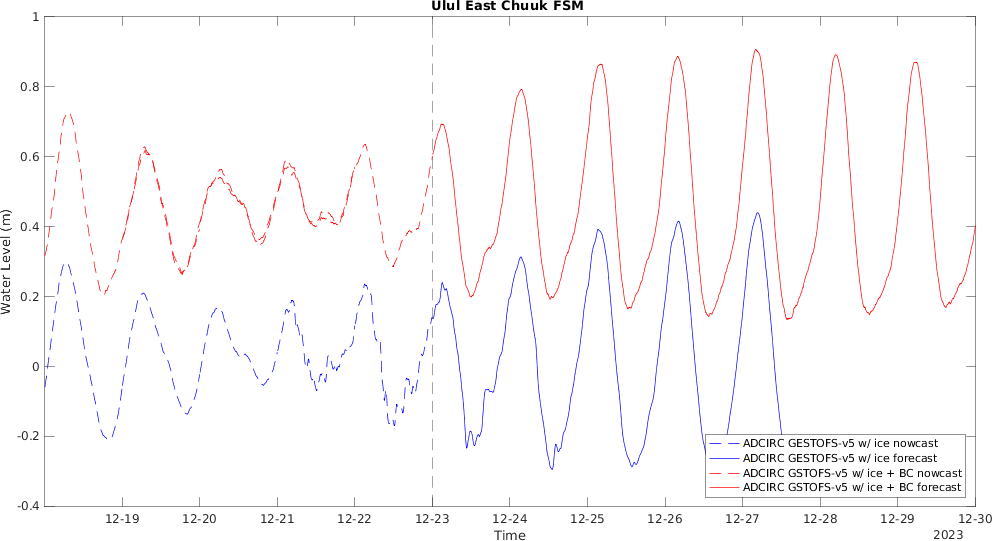 Ulul East Chuuk FSM
1
0.8
0.6
0.4
0.2
0
-0.2
-0.4
Water Level (m)
ADCIRC GESTOFS-v5 w/ ice nowcast
ADCIRC GESTOFS-v5 w/ ice forecast
ADCIRC GSTOFS-v5 w/ ice + BC nowcast
ADCIRC GSTOFS-v5 w/ ice + BC forecast
12-19 12-20 12-21 12-22 12-23 12-24 12-25 12-26 12-27 12-28 12-29 12-30
Time
2023